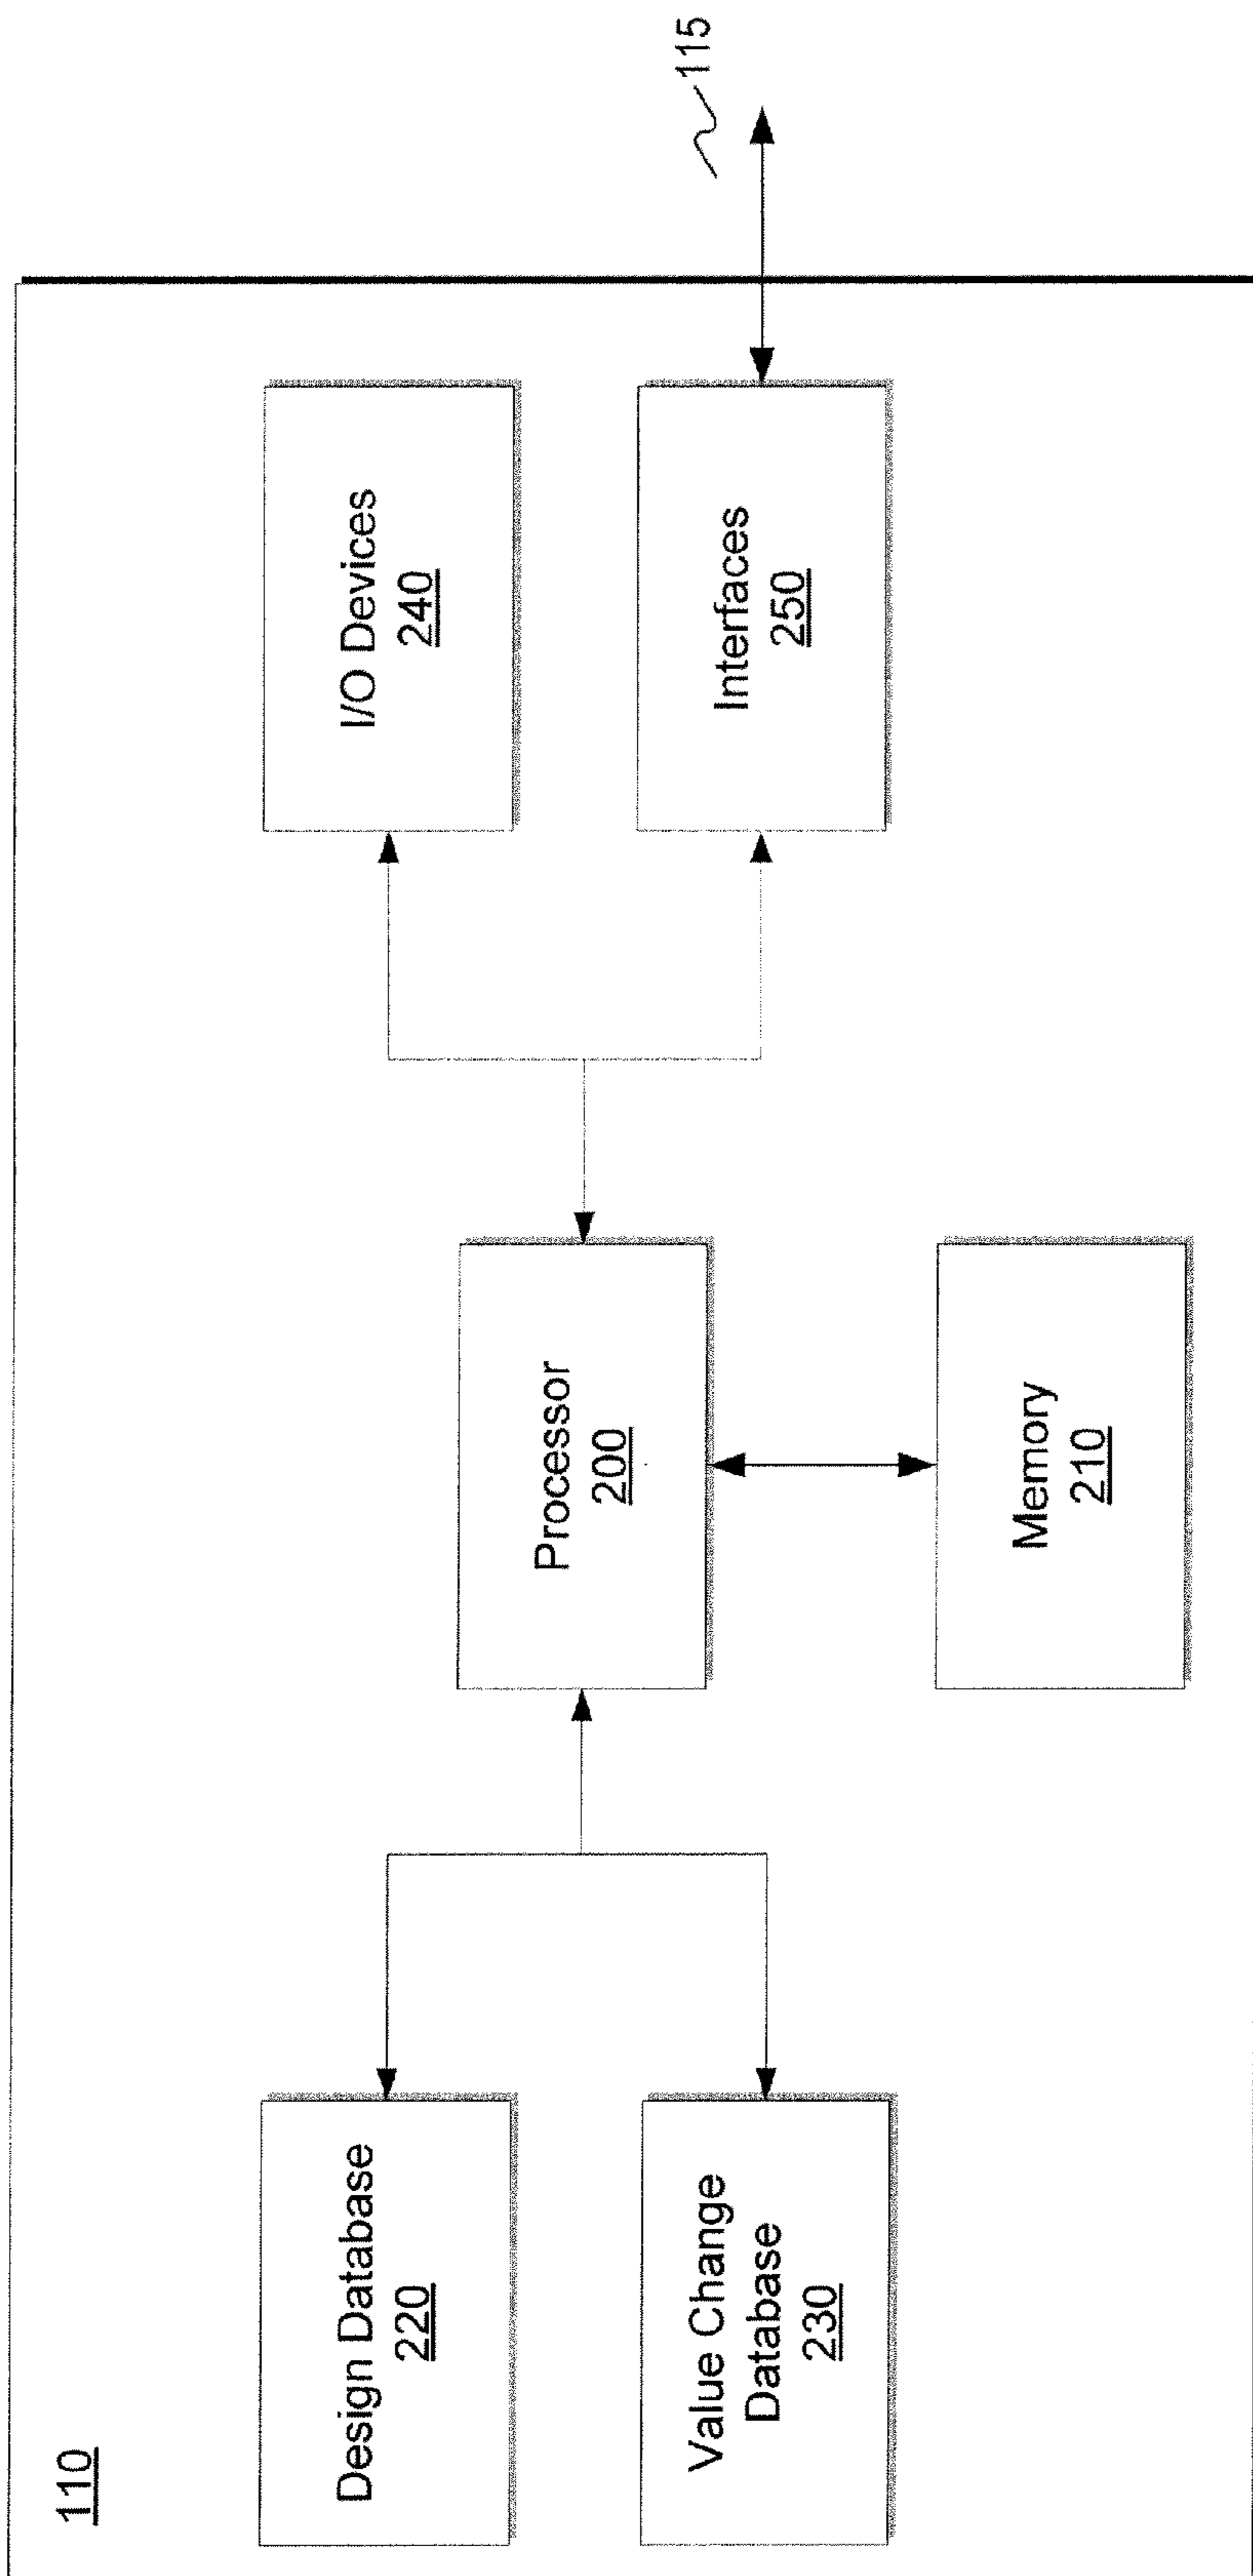 110
Design Database
220
Value Change
Database
230
Processor
200
Memory
210
I/O Devices
240
Interfaces
250
115